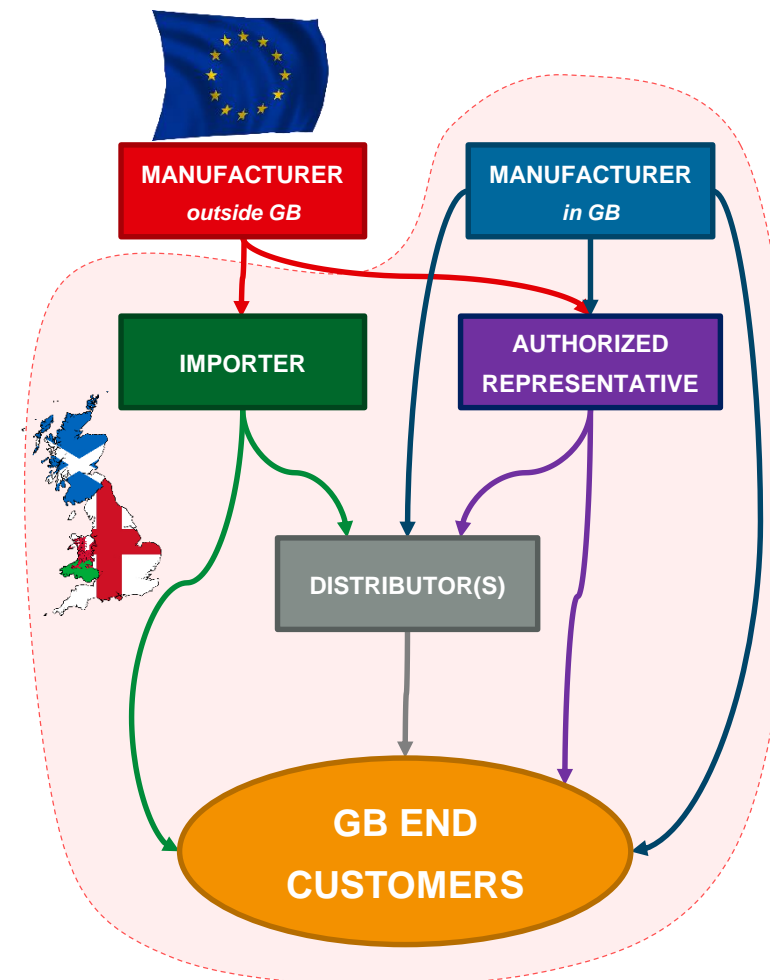 MANUFACTURER
outside GB
MANUFACTURER
in GB
IMPORTER
AUTHORIZED
REPRESENTATIVE
DISTRIBUTOR(S)
GB END
CUSTOMERS